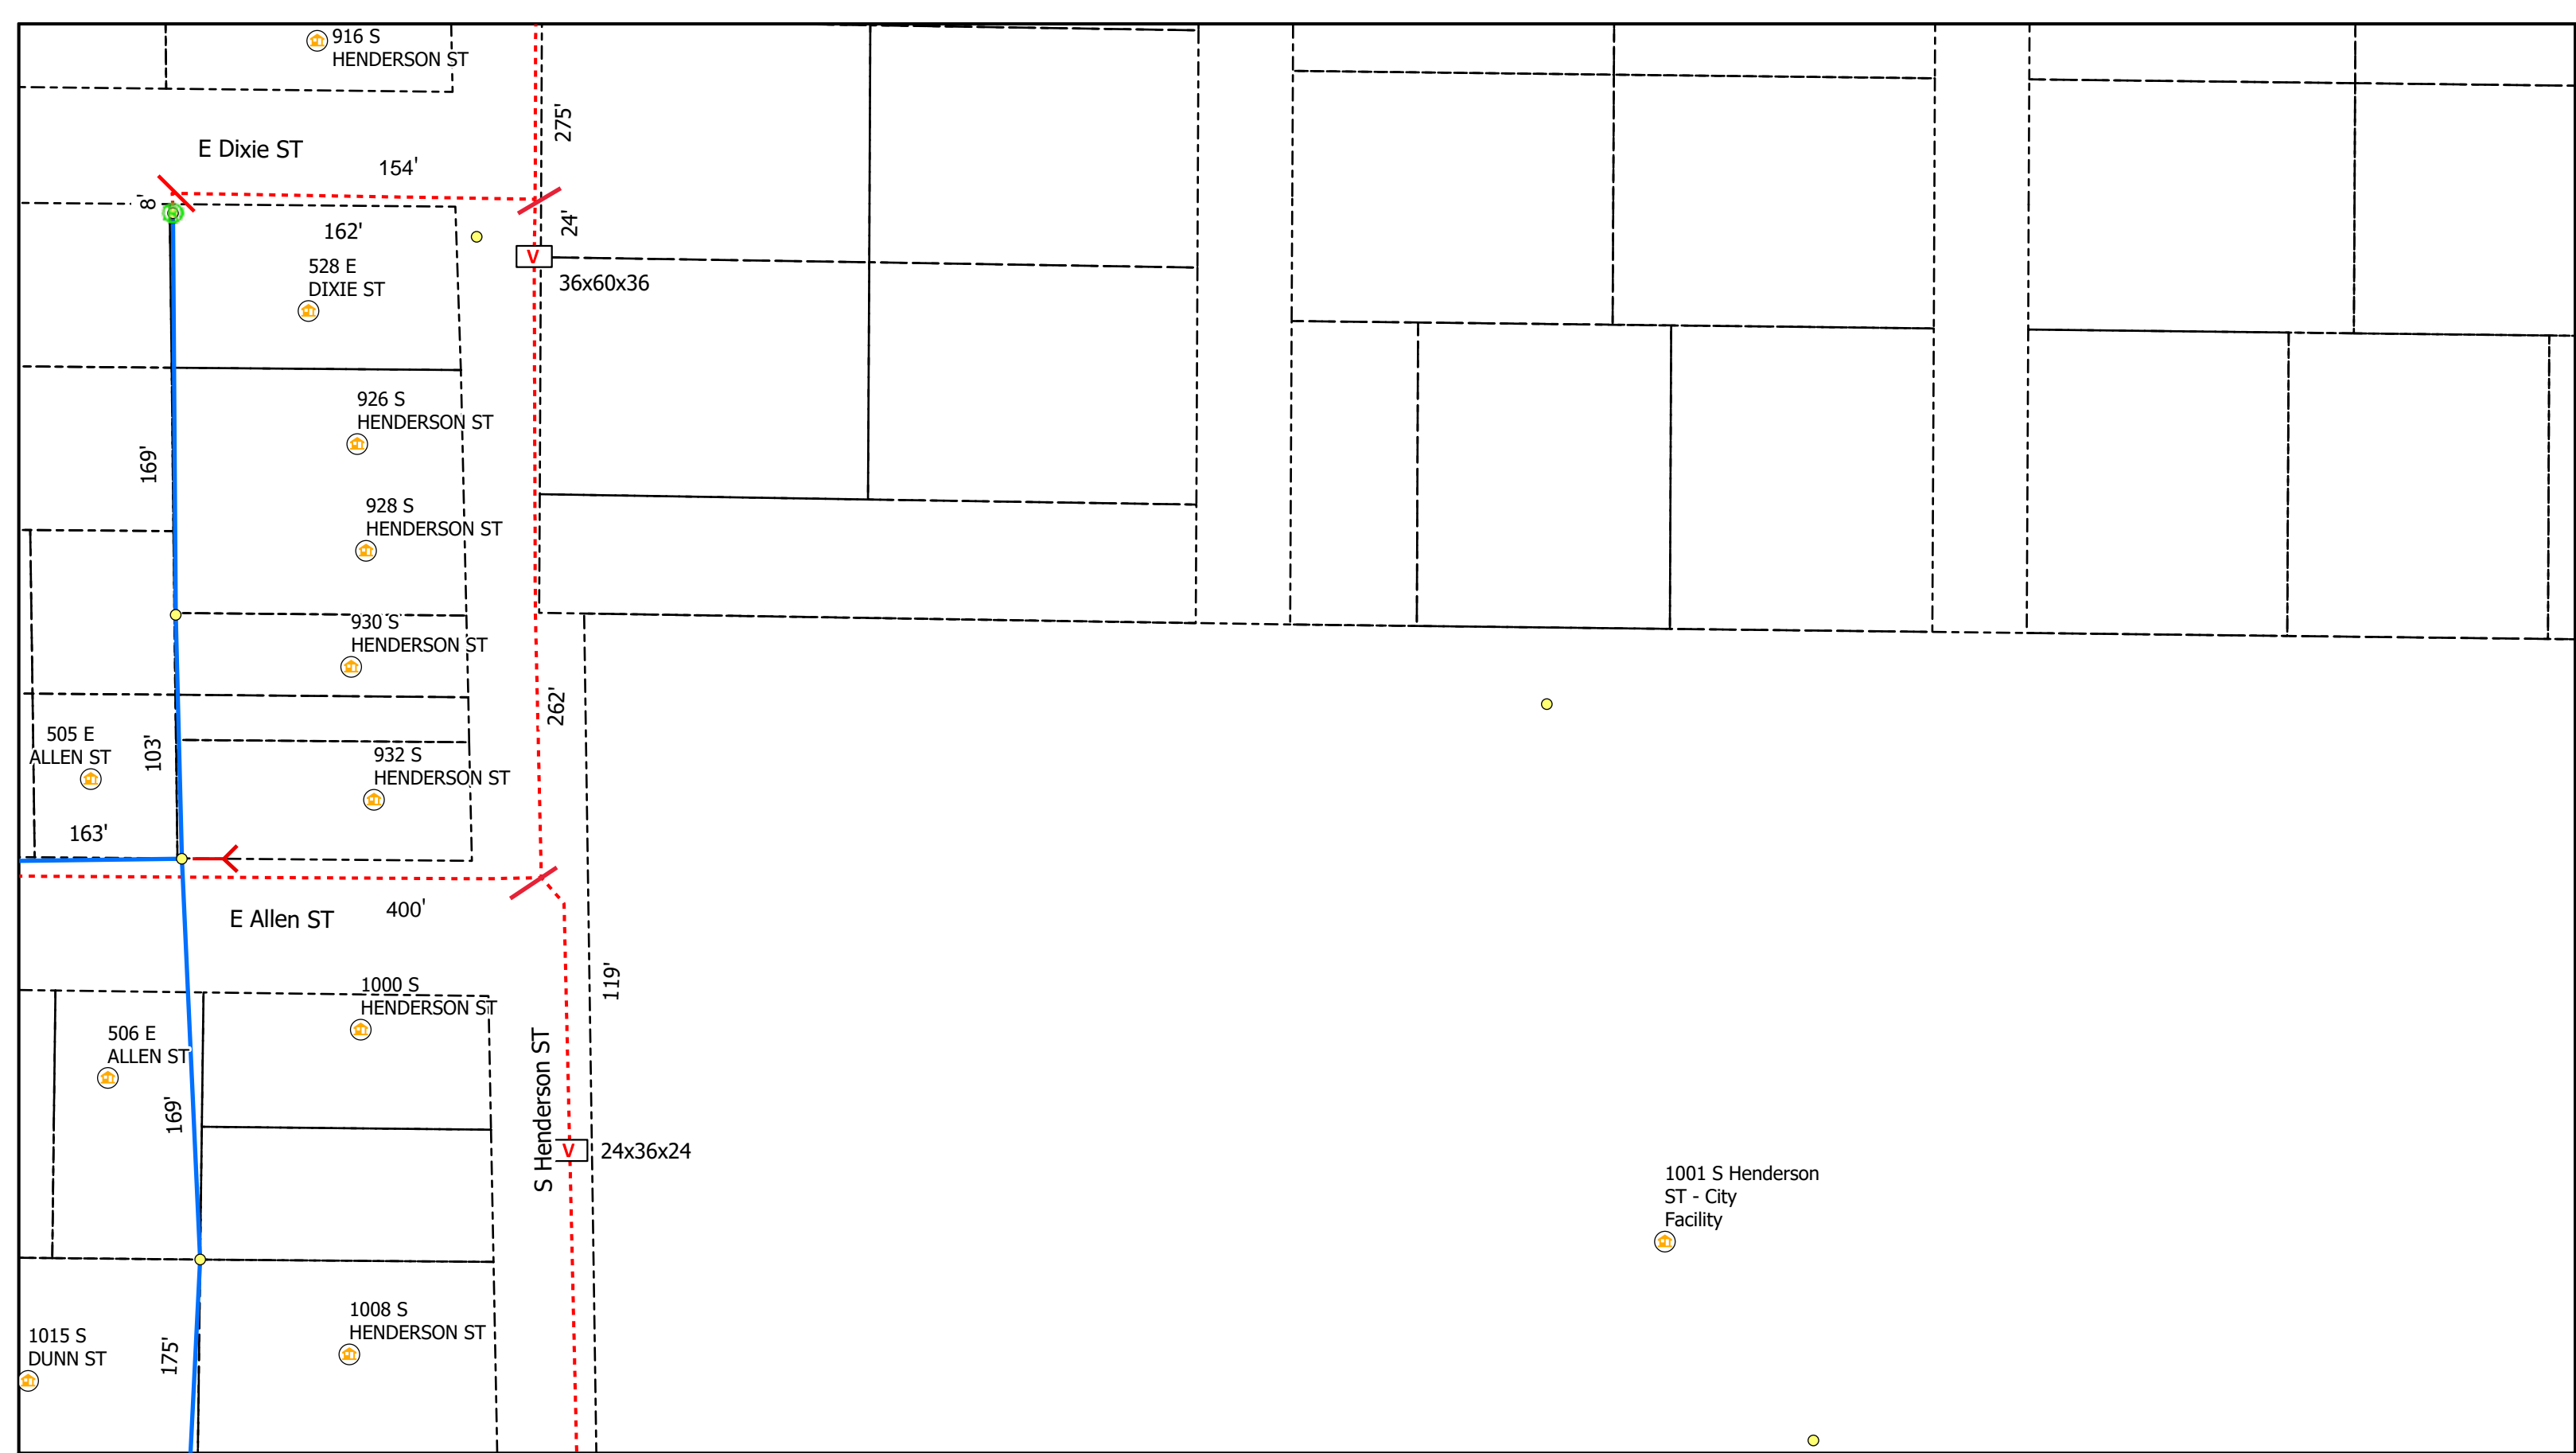 916 S
HENDERSON ST
275'
E Dixie ST
154'
8'
24'
162'
V
528 E
DIXIE ST
36x60x36
926 S
HENDERSON ST
169'
928 S
HENDERSON ST
930 S
HENDERSON ST
262'
505 E
ALLEN ST
103'
932 S
HENDERSON ST
163'
400'
E Allen ST
119'
1000 S
HENDERSON ST
506 E
ALLEN ST
169'
S Henderson ST
V
24x36x24
1001 S Henderson
ST - City
Facility
1008 S
HENDERSON ST
1015 S
DUNN ST
175'